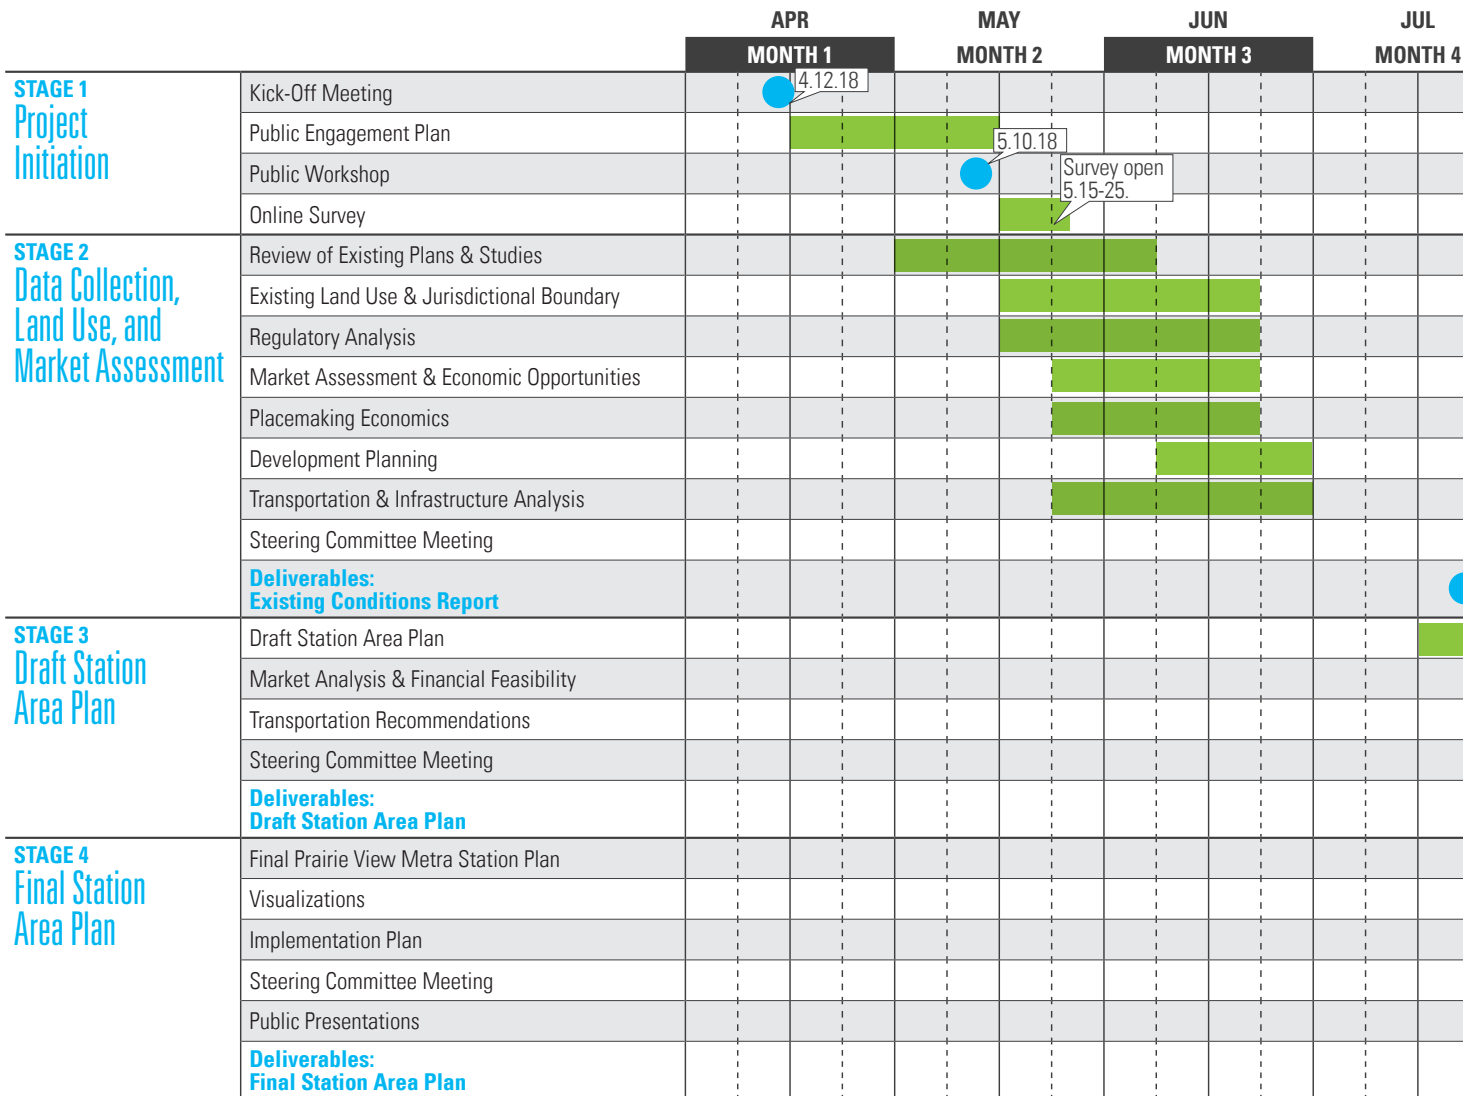 APR MAY JUN JUL
MONTH 1 MONTH 2 MONTH 3 MONTH 4
STAGE 1
Project
Initiation
Kick-Off Meeting
4.12.18
Public Engagement Plan
5.10.18
Public Workshop
Survey open
5.15-25.
Online Survey
STAGE 2
Data Collection,
Land Use, and
Market Assessment
Review of Existing Plans & Studies
Existing Land Use & Jurisdictional Boundary
Regulatory Analysis
Market Assessment & Economic Opportunities
Placemaking Economics
Development Planning
Transportation & Infrastructure Analysis
Steering Committee Meeting
Deliverables:
Existing Conditions Report
STAGE 3
Draft Station
Area Plan
Draft Station Area Plan
Market Analysis & Financial Feasibility
Transportation Recommendations
Steering Committee Meeting
Deliverables:
Draft Station Area Plan
STAGE 4
Final Station
Area Plan
Final Prairie View Metra Station Plan
Visualizations
Implementation Plan
Steering Committee Meeting
Public Presentations
Deliverables:
Final Station Area Plan